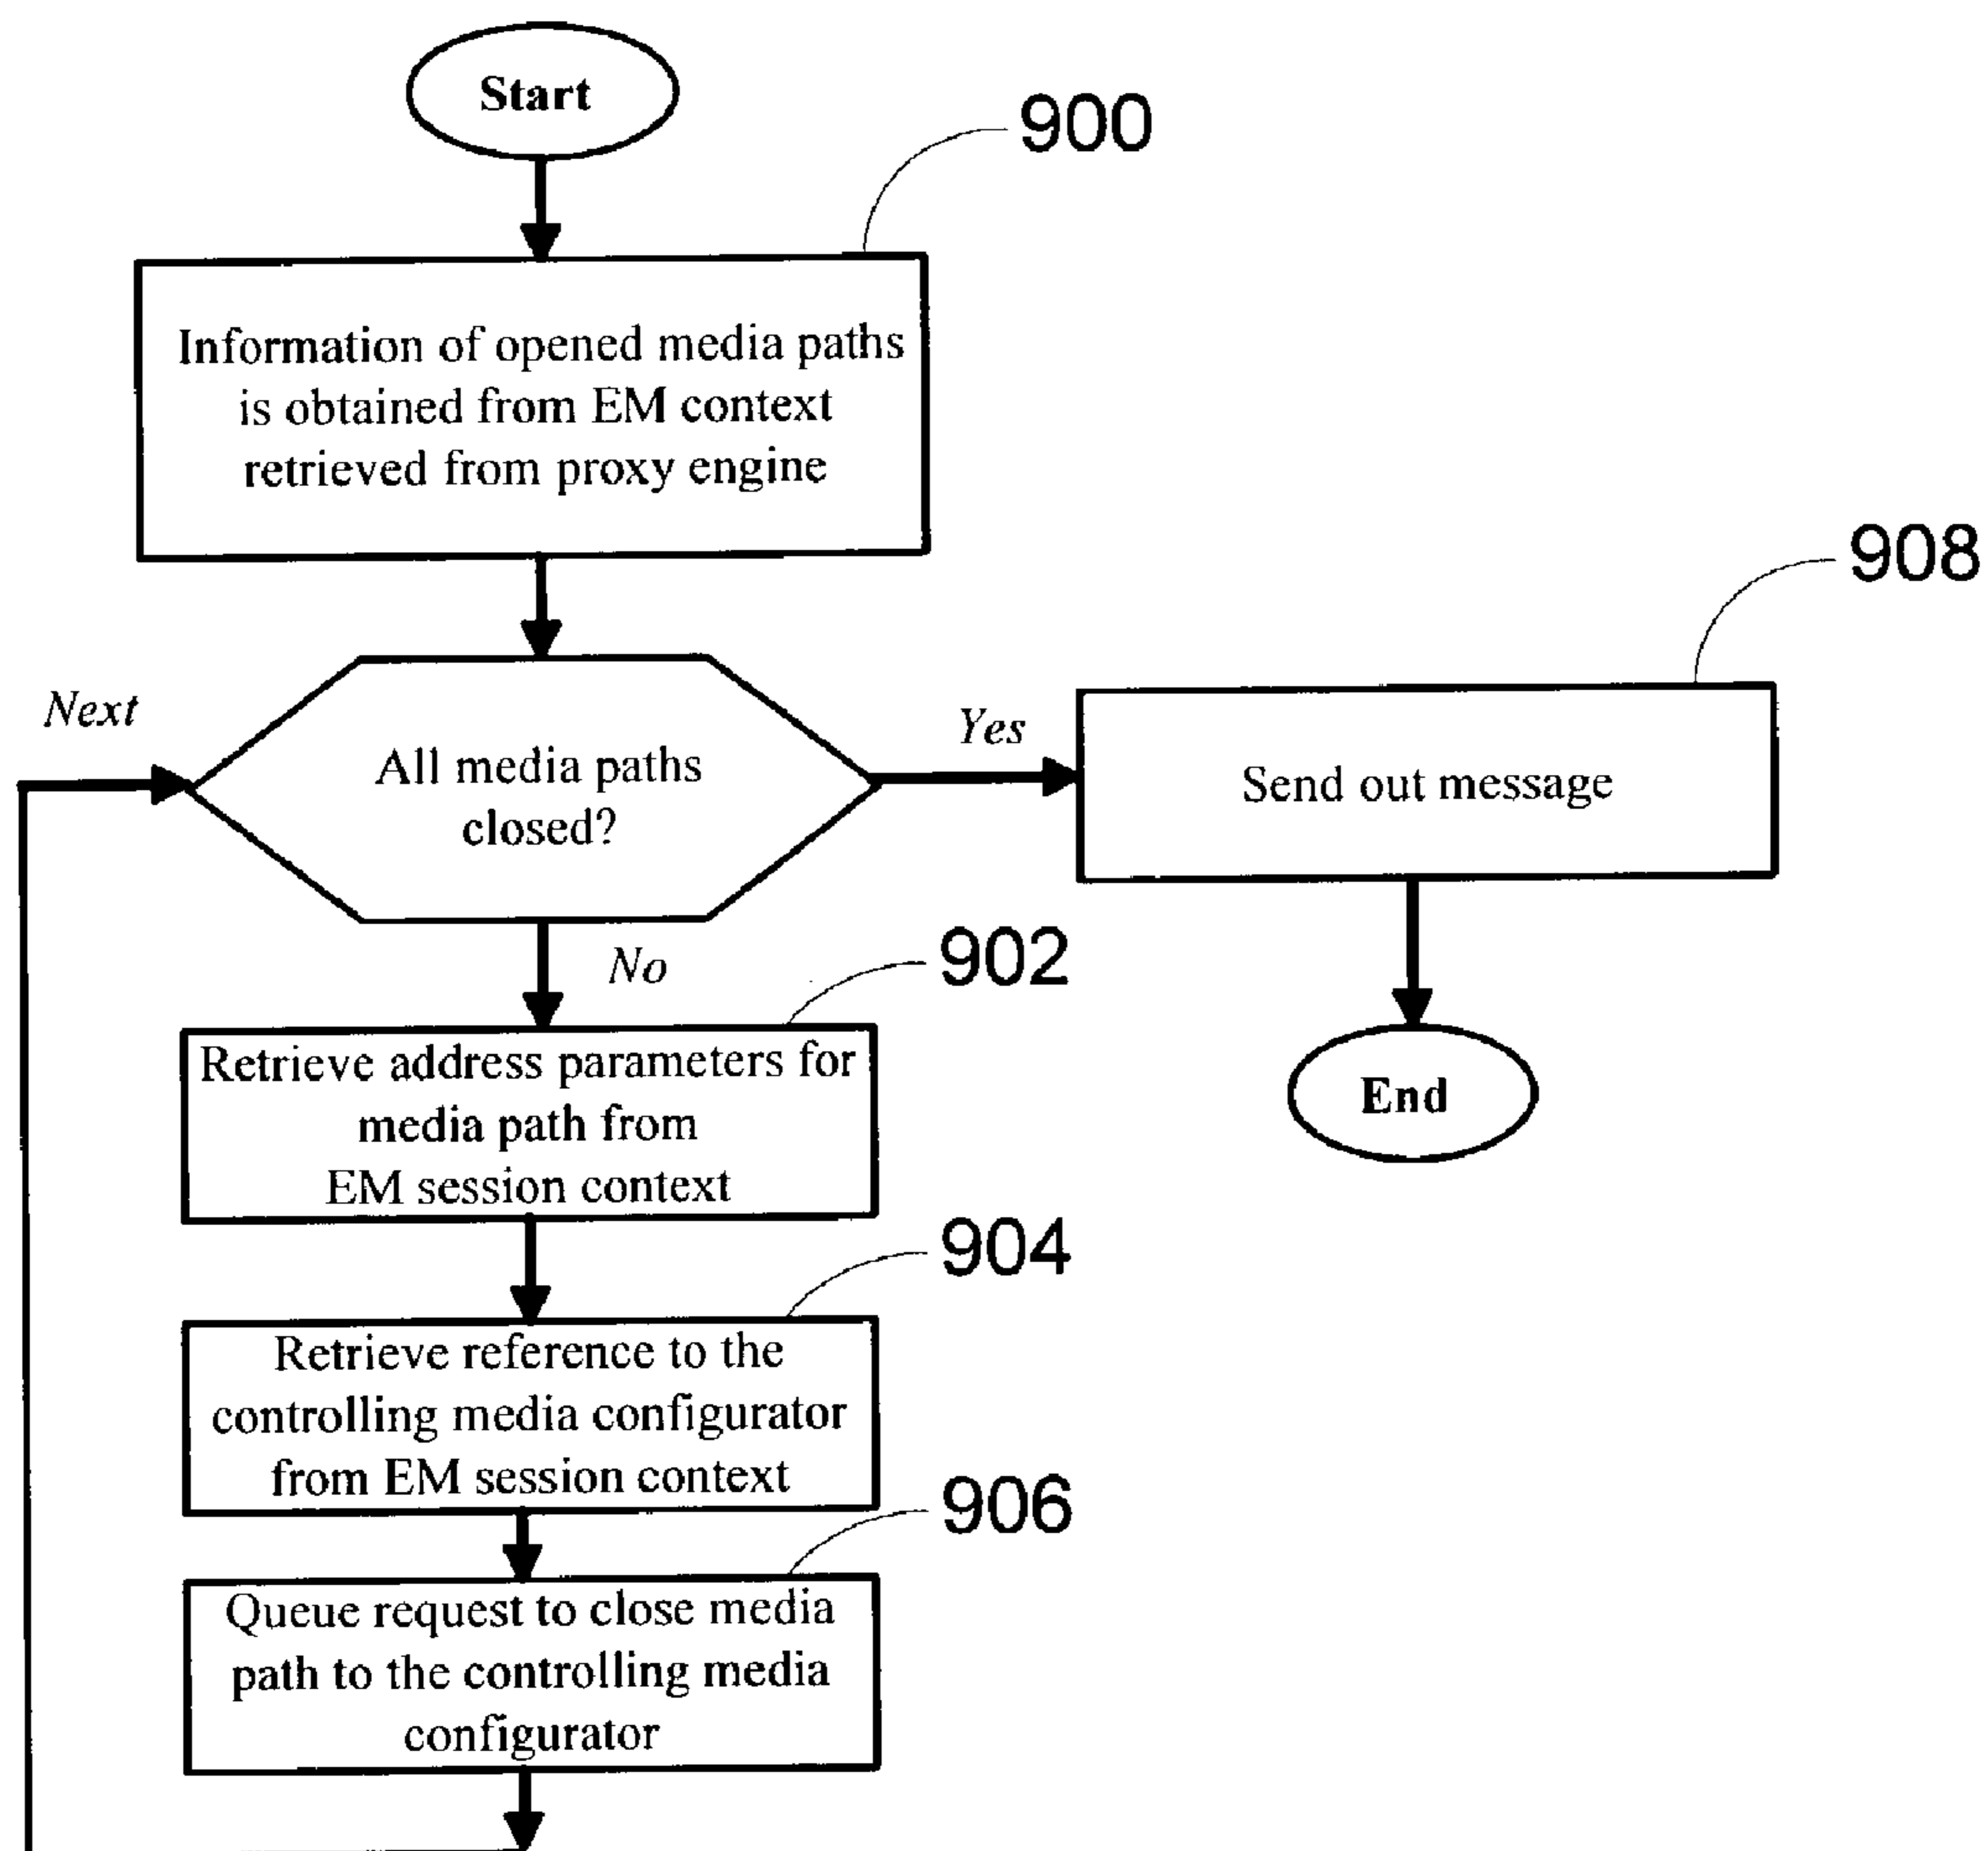 Start
900
Information of opened media paths
is obtained from EM context
retrieved from proxy engine
908
Next
All media paths
closed?
Yes
Send out message
No
902
Retrieve address parameters for
media path from
EM session context
End
904
Retrieve reference to the
controlling media configurator
from EM session context
906
Queue request to close media
path to the controlling media
configurator